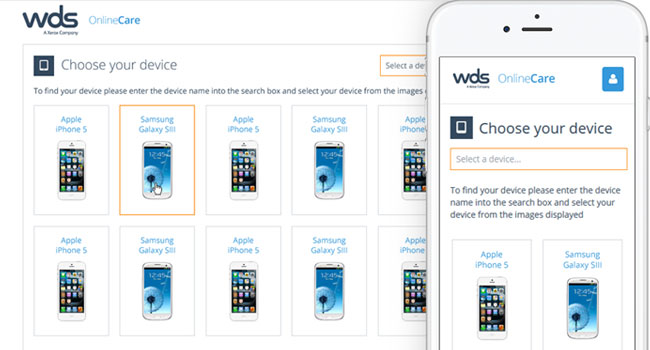 wds OnlineCare
A Xerox Company
Choose your device
Select a de
To find your device please enter the device name into the search box and select your device from the images
Apple
iPhone 5
Samsung
Galaxy SIII
Apple
iPhone 5
Samsung
Galaxy SIII
Apple
iPhone
Apple
iPhone 5
Samsung
Galaxy SIII
Apple
iPhone 5
Samsung
Galaxy SIII
Apple
iPhone
wds OnlineCare
A Xerox Company
Choose your device
Select a device...
To find your device please enter the device
name into the search box and select your
device from the images displayed
Apple
iPhone 5
Samsung
Galaxy SIII